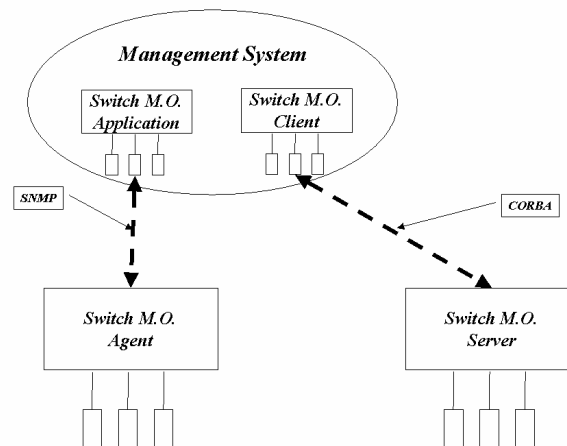 Management System
Switch M.O.
Application
Switch M.O.
Client
SNMP
CORBA
Switch M.O.
Agent
Switch M.O.
Server